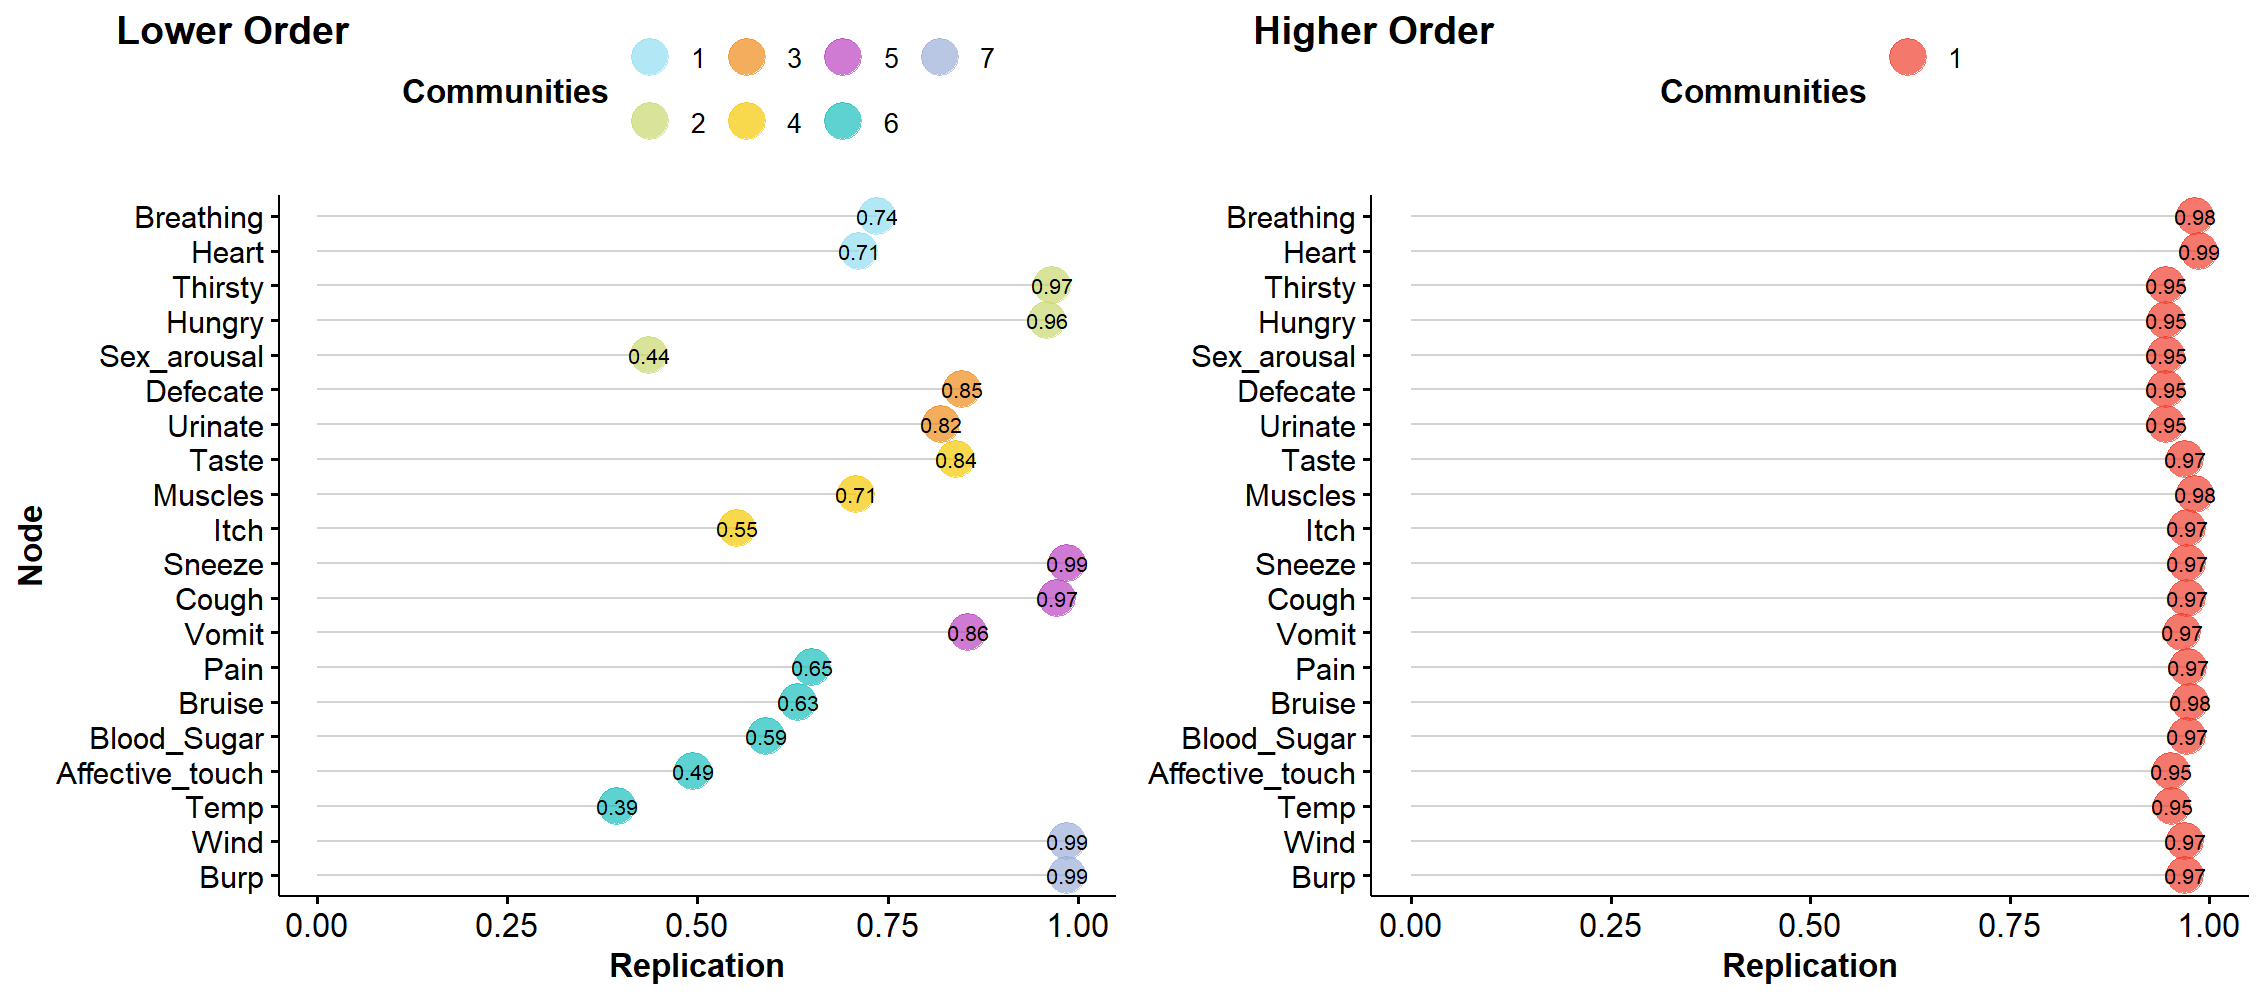 Lower Order
Communities
1 3 5 7
2 4 6
Node
Breathing 0.74
Heart 0.71
Thirsty 0.97
Hungry 0.96
Sex_arousal 0.44
Defecate 0.85
Urinate 0.82
Taste 0.84
Muscles 0.71
Itch 0.55
Sneeze 0.99
Cough 0.97
Vomit 0.86
Pain 0.65
Bruise 0.63
Blood_Sugar 0.59
Affective_touch 0.49
Temp 0.39
Wind 0.99
Burp 0.99
0.00 0.25 0.50 0.75 1.00
Replication
Higher Order
Communities
1
Breathing 0.98
Heart 0.99
Thirsty 0.95
Hungry 0.95
Sex_arousal 0.95
Defecate 0.95
Urinate 0.95
Taste 0.97
Muscles 0.98
Itch 0.97
Sneeze 0.97
Cough 0.97
Vomit 0.97
Pain 0.97
Bruise 0.98
Blood_Sugar 0.97
Affective_touch 0.95
Temp 0.95
Wind 0.97
Burp 0.97
0.00 0.25 0.50 0.75 1.00
Replication